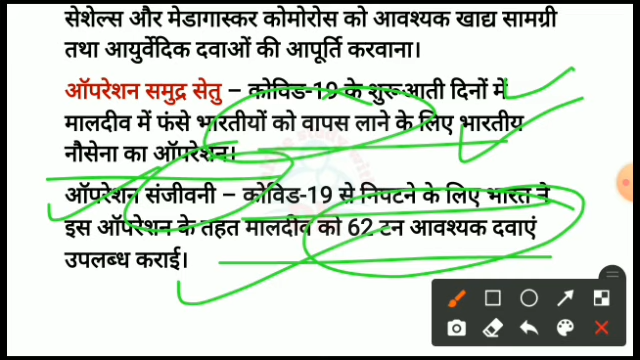 सेशेल्स और मेडागास्कर कोमोरोस को आवश्यक खाद्य सामग्री
तथा आयुर्वेदिक दवाओं की आपूर्ति करवाना।
ऑपरेशन समुद्र सेतु – कोविड-19 के शुरूआती दिनों में
मालदीव में फंसे भारतीयों को वापस लाने के लिए भारतीय
नौसेना का ऑपरेशन।
ऑपरेशन संजीवनी – कोविड-19 से निपटने के लिए भारत ने
इस ऑपरेशन के तहत मालदीव को 62 टन आवश्यक दवाएं
उपलब्ध कराई।